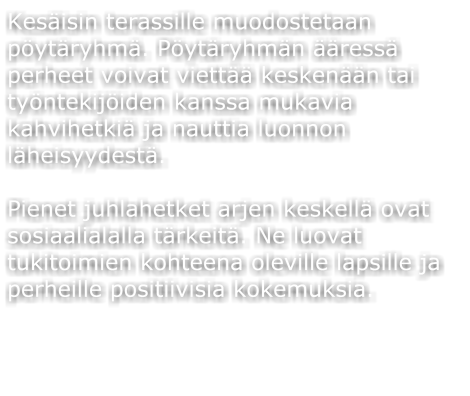 Kesäisin terassille muodostetaan
pöytäryhmä. Pöytäryhmän ääressä
perheet voivat viettää keskenään tai
työntekijöiden kanssa mukavia
kahvihetkiä ja nauttia luonnon
läheisyydestä.

Pienet juhlahetket arjen keskellä ovat
sosiaalialalla tärkeitä. Ne luovat
tukitoimien kohteena oleville lapsille ja
perheille positiivisia kokemuksia.